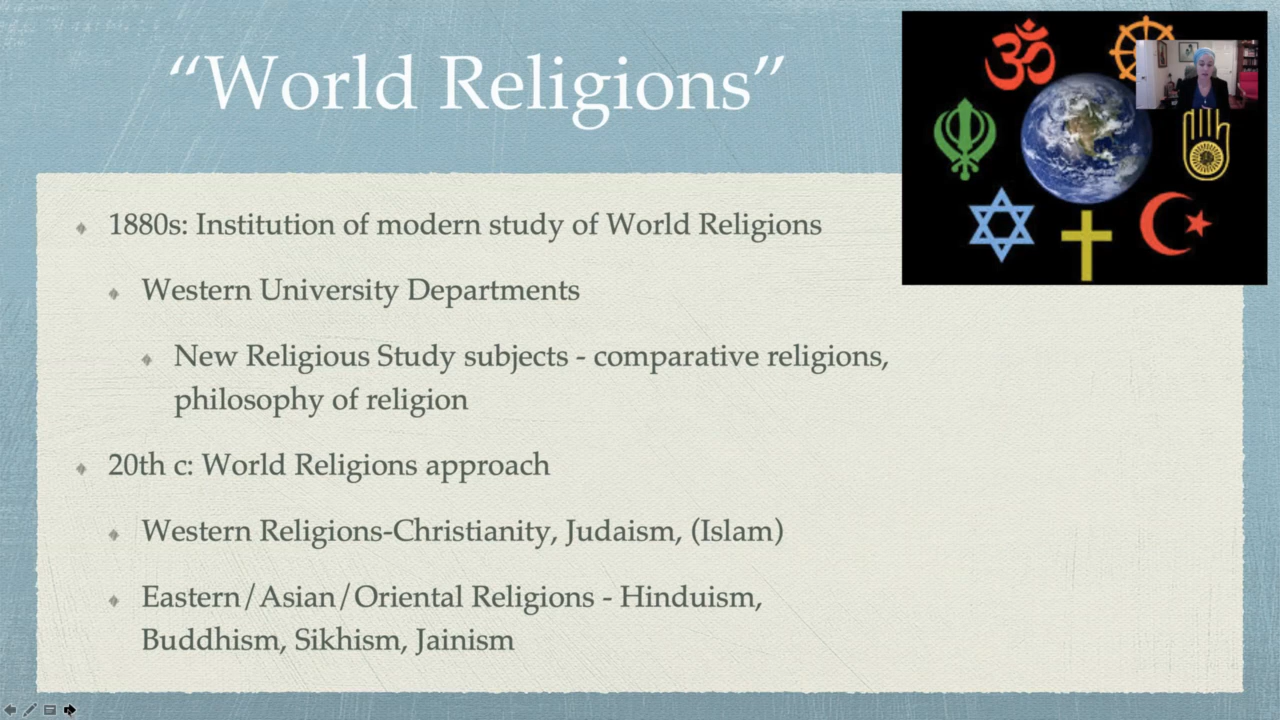 “World Religions”
1880s: Institution of modern study of World Religions
Western University Departments
New Religious Study subjects - comparative religions,
philosophy of religion
20th c: World Religions approach
Western Religions-Christianity, Judaism, (Islam)
Eastern/Asian/Oriental Religions - Hinduism,
Buddhism, Sikhism, Jainism